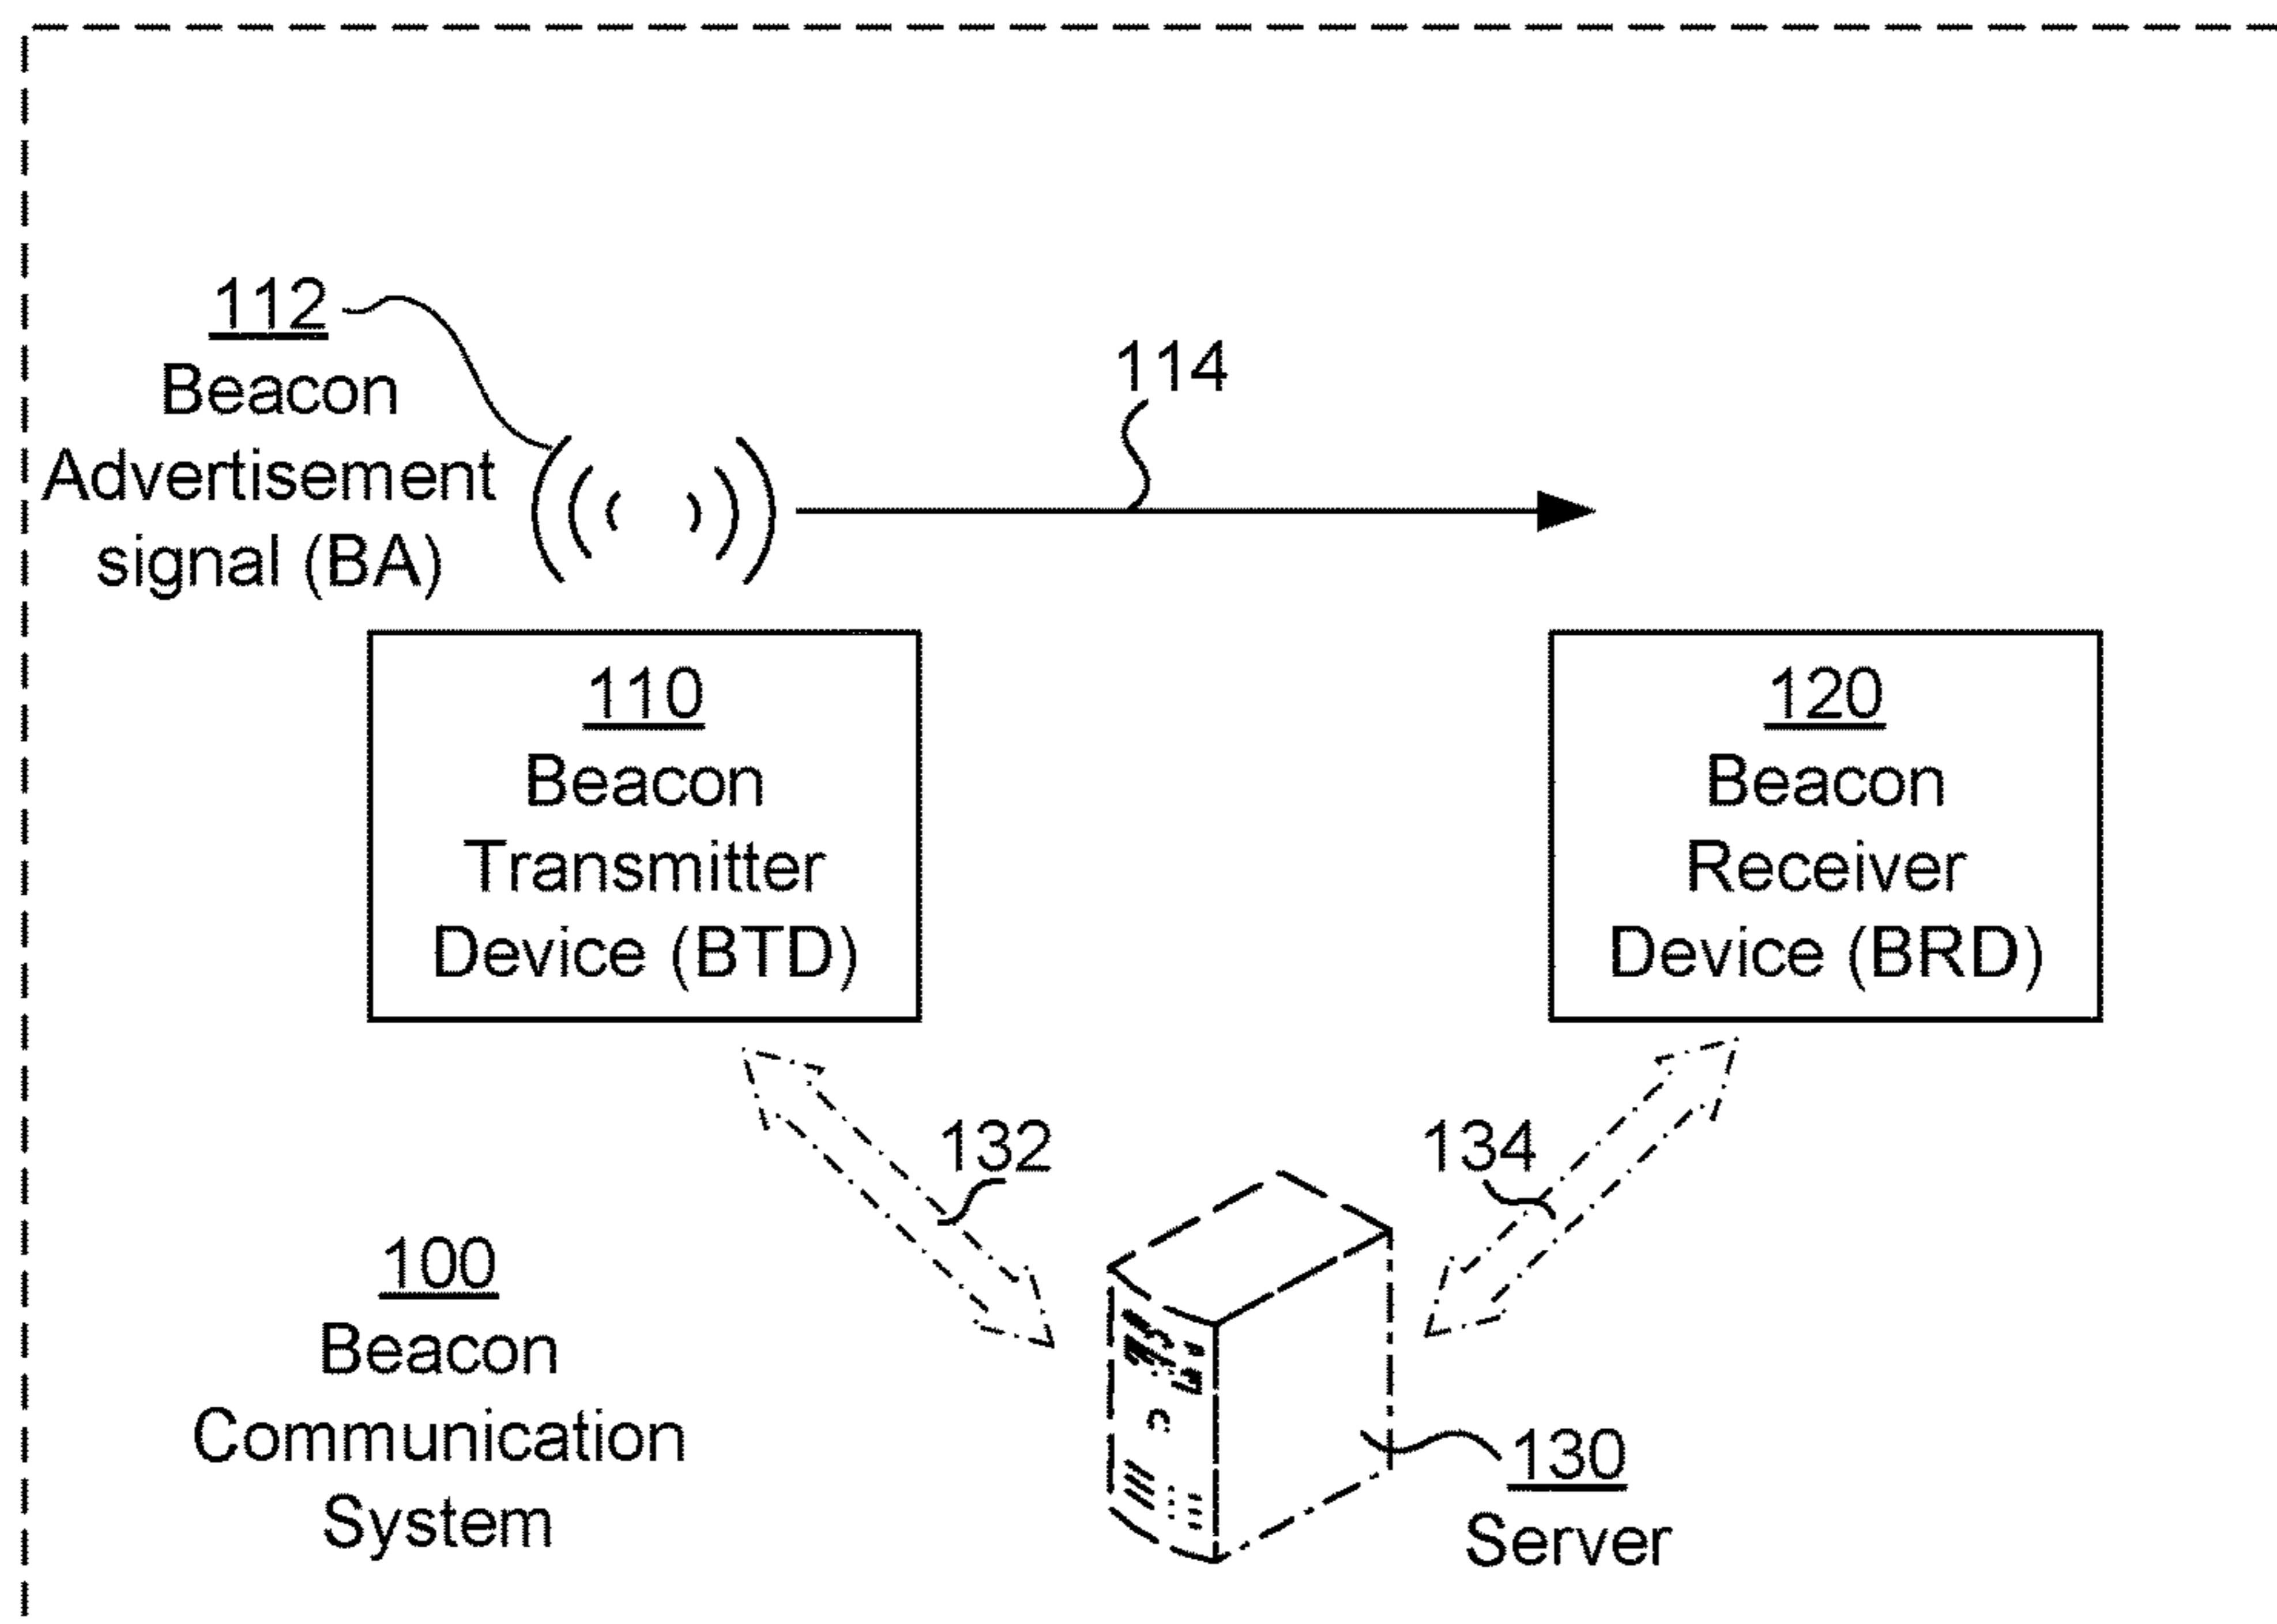 112
Beacon
Advertisement
signal (BA)
114
110
Beacon
Transmitter
Device (BTD)
120
Beacon
Receiver
Device (BRD)
132
134
100
Beacon
Communication
System
130
Server